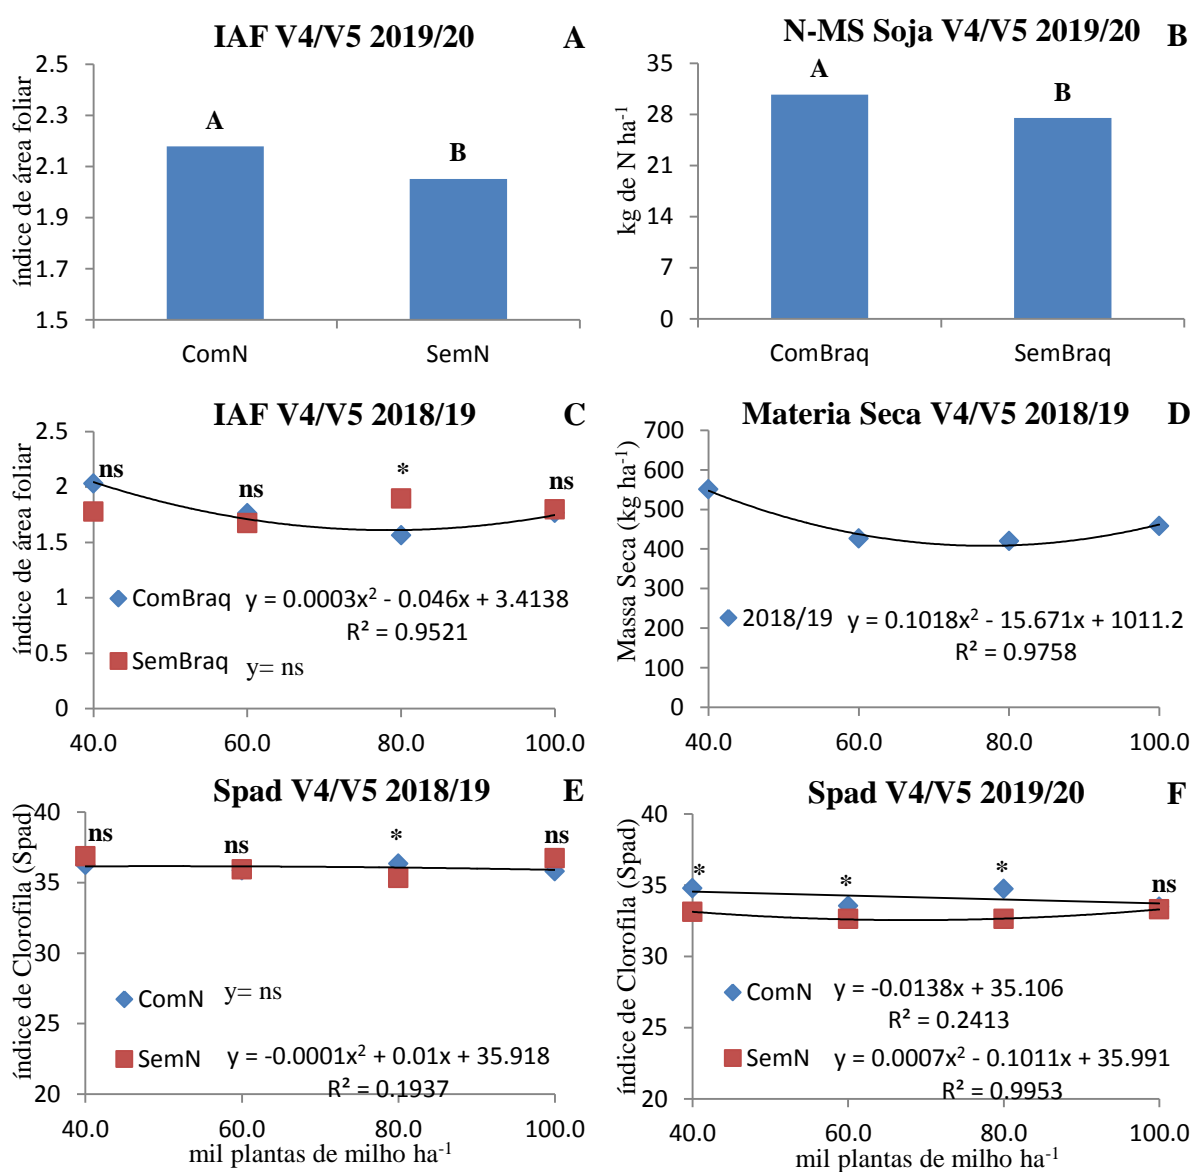 IAF V4/V5 2019/20 A
índice de área foliar
2.5
2.3
2.1
1.9
1.7
1.5
A
B
ComN SemN
N-MS Soja V4/V5 2019/20 B
kg de N ha⁻¹
35
28
21
14
7
0
A
B
ComBraq SemBraq
IAF V4/V5 2018/19 C
índice de área foliar
2.5
2
1.5
1
0.5
0
ns
ns
*
ns
ComBraq y = 0.0003x² - 0.046x + 3.4138
R² = 0.9521
SemBraq y= ns
40.0 60.0 80.0 100.0
Materia Seca V4/V5 2018/19 D
Massa Seca (kg ha⁻¹)
700
600
500
400
300
200
100
0
2018/19 y = 0.1018x² - 15.671x + 1011.2
R² = 0.9758
40.0 60.0 80.0 100.0
Spad V4/V5 2018/19 E
índice de Clorofila (Spad)
40
35
30
25
20
ns
ns
*
ns
ComN y= ns
SemN y = -0.0001x² + 0.01x + 35.918
R² = 0.1937
40.0 60.0 80.0 100.0
mil plantas de milho ha⁻¹
Spad V4/V5 2019/20 F
índice de Clorofila (Spad)
40
35
30
25
20
*
*
*
ns
ComN y = -0.0138x + 35.106
R² = 0.2413
SemN y = 0.0007x² - 0.1011x + 35.991
R² = 0.9953
40.0 60.0 80.0 100.0
mil plantas de milho ha⁻¹